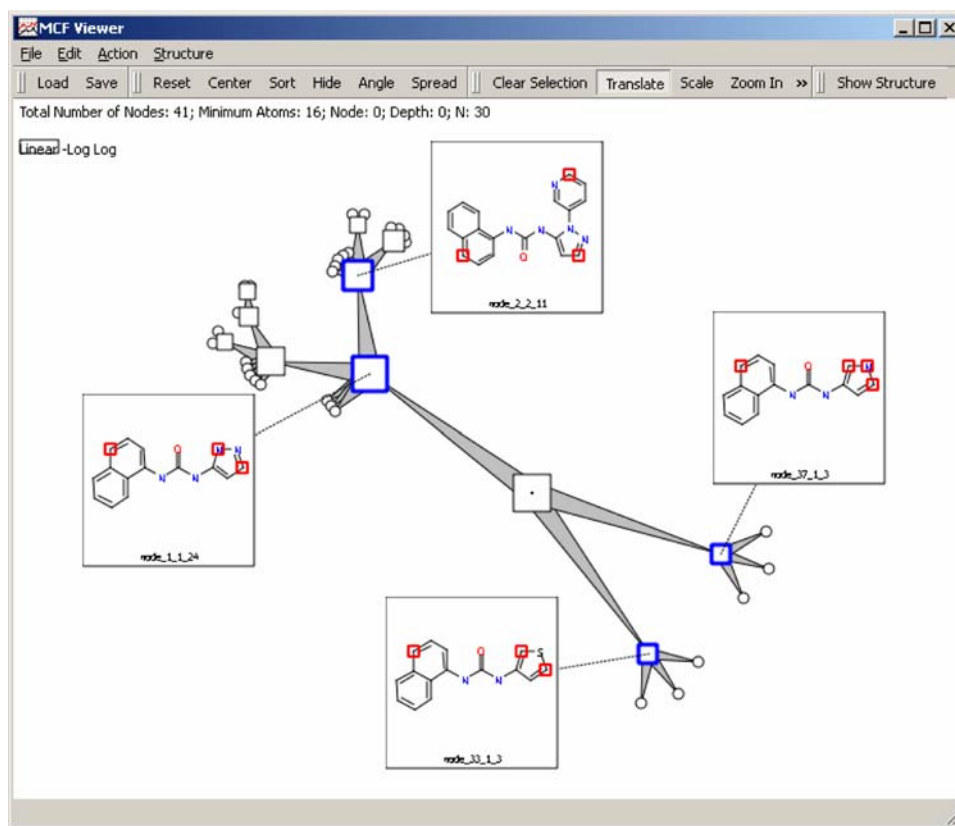 MCF Viewer
File Edit Action Structure
Load Save Reset Center Sort Hide Angle Spread Clear Selection Translate Scale Zoom In » Show Structure
Total Number of Nodes: 41; Minimum Atoms: 16; Node: 0; Depth: 0; N: 30
Linear -Log Log
N
N N N
O N
node_2_2_11
O N
N N
node_37_1_3
O N N
N N
node_1_1_24
O S
N N
node_33_1_3